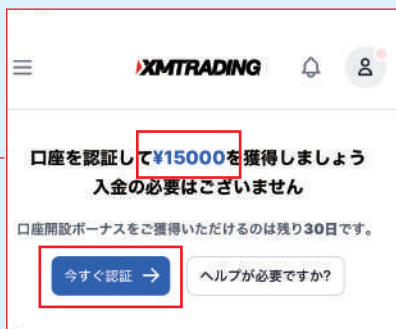 XMTRADING
口座を認証して¥15000を獲得しましょう
入金の必要はございません
口座開設ボーナスをご獲得いただけるのは残り30日です。
今すぐ認証 →
ヘルプが必要ですか?